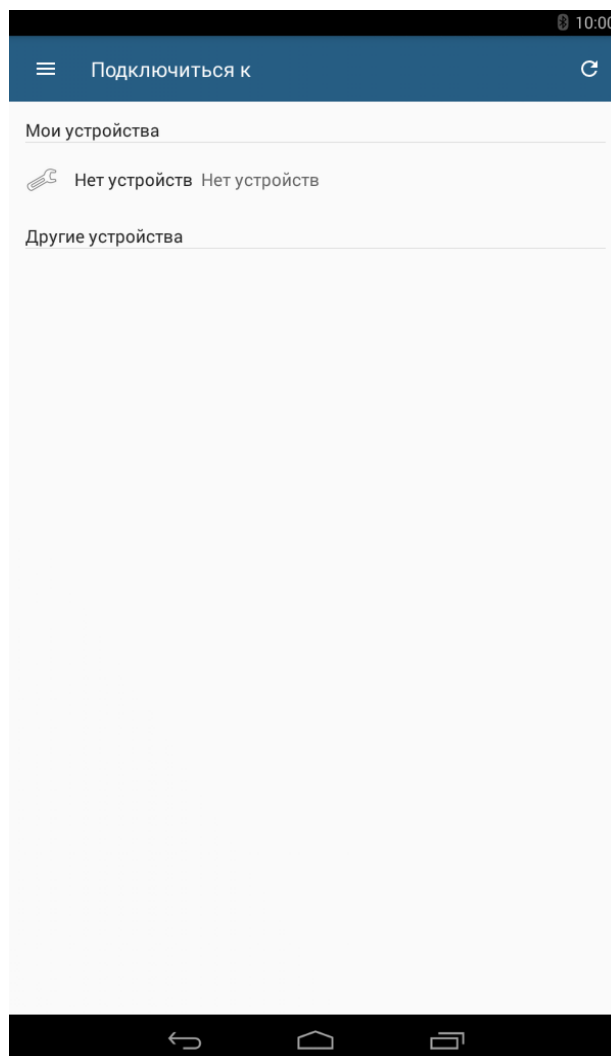 10:00
Подключиться к
Мои устройства
Нет устройств Нет устройств
Другие устройства